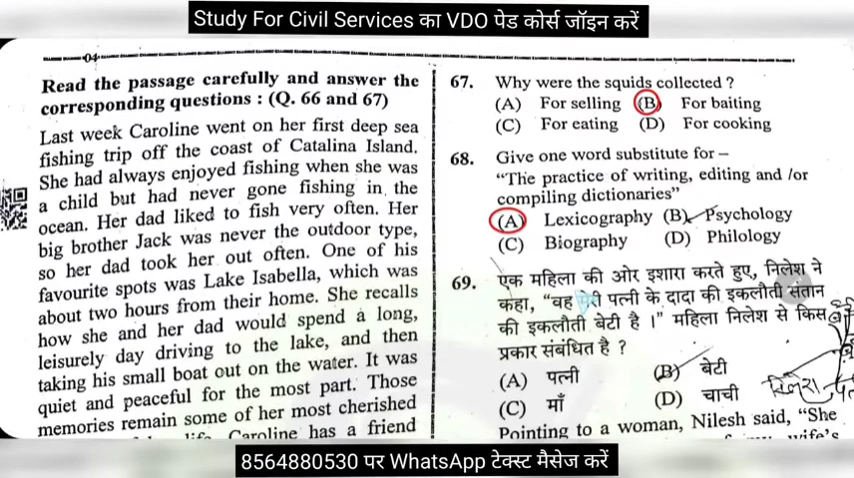 Study For Civil Services का VDO पेड कोर्स जॉइन करें
04
Read the passage carefully and answer the
corresponding questions : (Q. 66 and 67)
Last week Caroline went on her first deep sea
fishing trip off the coast of Catalina Island.
She had always enjoyed fishing when she was
a child but had never gone fishing in the
ocean. Her dad liked to fish very often. Her
big brother Jack was never the outdoor type,
so her dad took her out often. One of his
favourite spots was Lake Isabella, which was
about two hours from their home. She recalls
how she and her dad would spend a long,
leisurely day driving to the lake, and then
taking his small boat out on the water. It was
quiet and peaceful for the most part. Those
memories remain some of her most cherished
life. Caroline has a friend
67. Why were the squids collected ?
(A) For selling (B) For baiting
(C) For eating (D) For cooking
68. Give one word substitute for –
“The practice of writing, editing and /or
compiling dictionaries”
(A) Lexicography (B) Psychology
(C) Biography (D) Philology
69. एक महिला की ओर इशारा करते हुए, निलेश ने
कहा, “वह मेरी पत्नी के दादा की इकलौती संतान
की इकलौती बेटी है ।” महिला निलेश से किस
प्रकार संबंधित है ?
(A) पत्नी (B) बेटी
(C) माँ (D) चाची
Pointing to a woman, Nilesh said, “She
wife's
8564880530 पर WhatsApp टेक्स्ट मैसेज करें